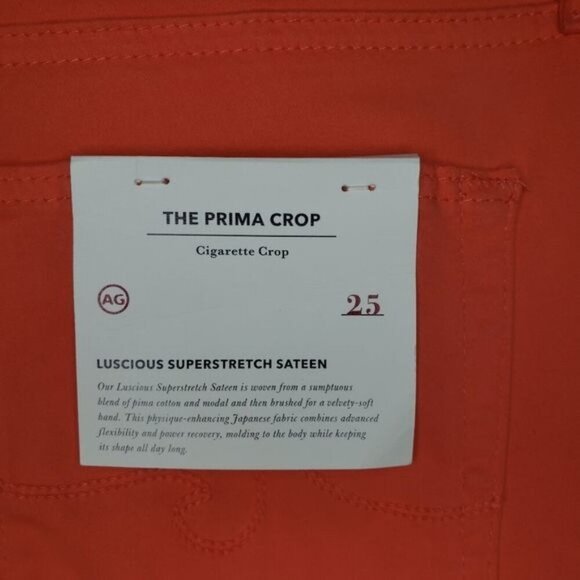 THE PRIMA CROP
Cigarette Crop
AG
25
LUSCIOUS SUPERSTRETCH SATEEN
Our Luscious Superstretch Sateen is woven from a sumptuous
blend of pima cotton and modal and then brushed for a velvety-soft
hand. This physique-enhancing Japanese fabric combines advanced
flexibility and power recovery, molding to the body while keeping
its shape all day long.